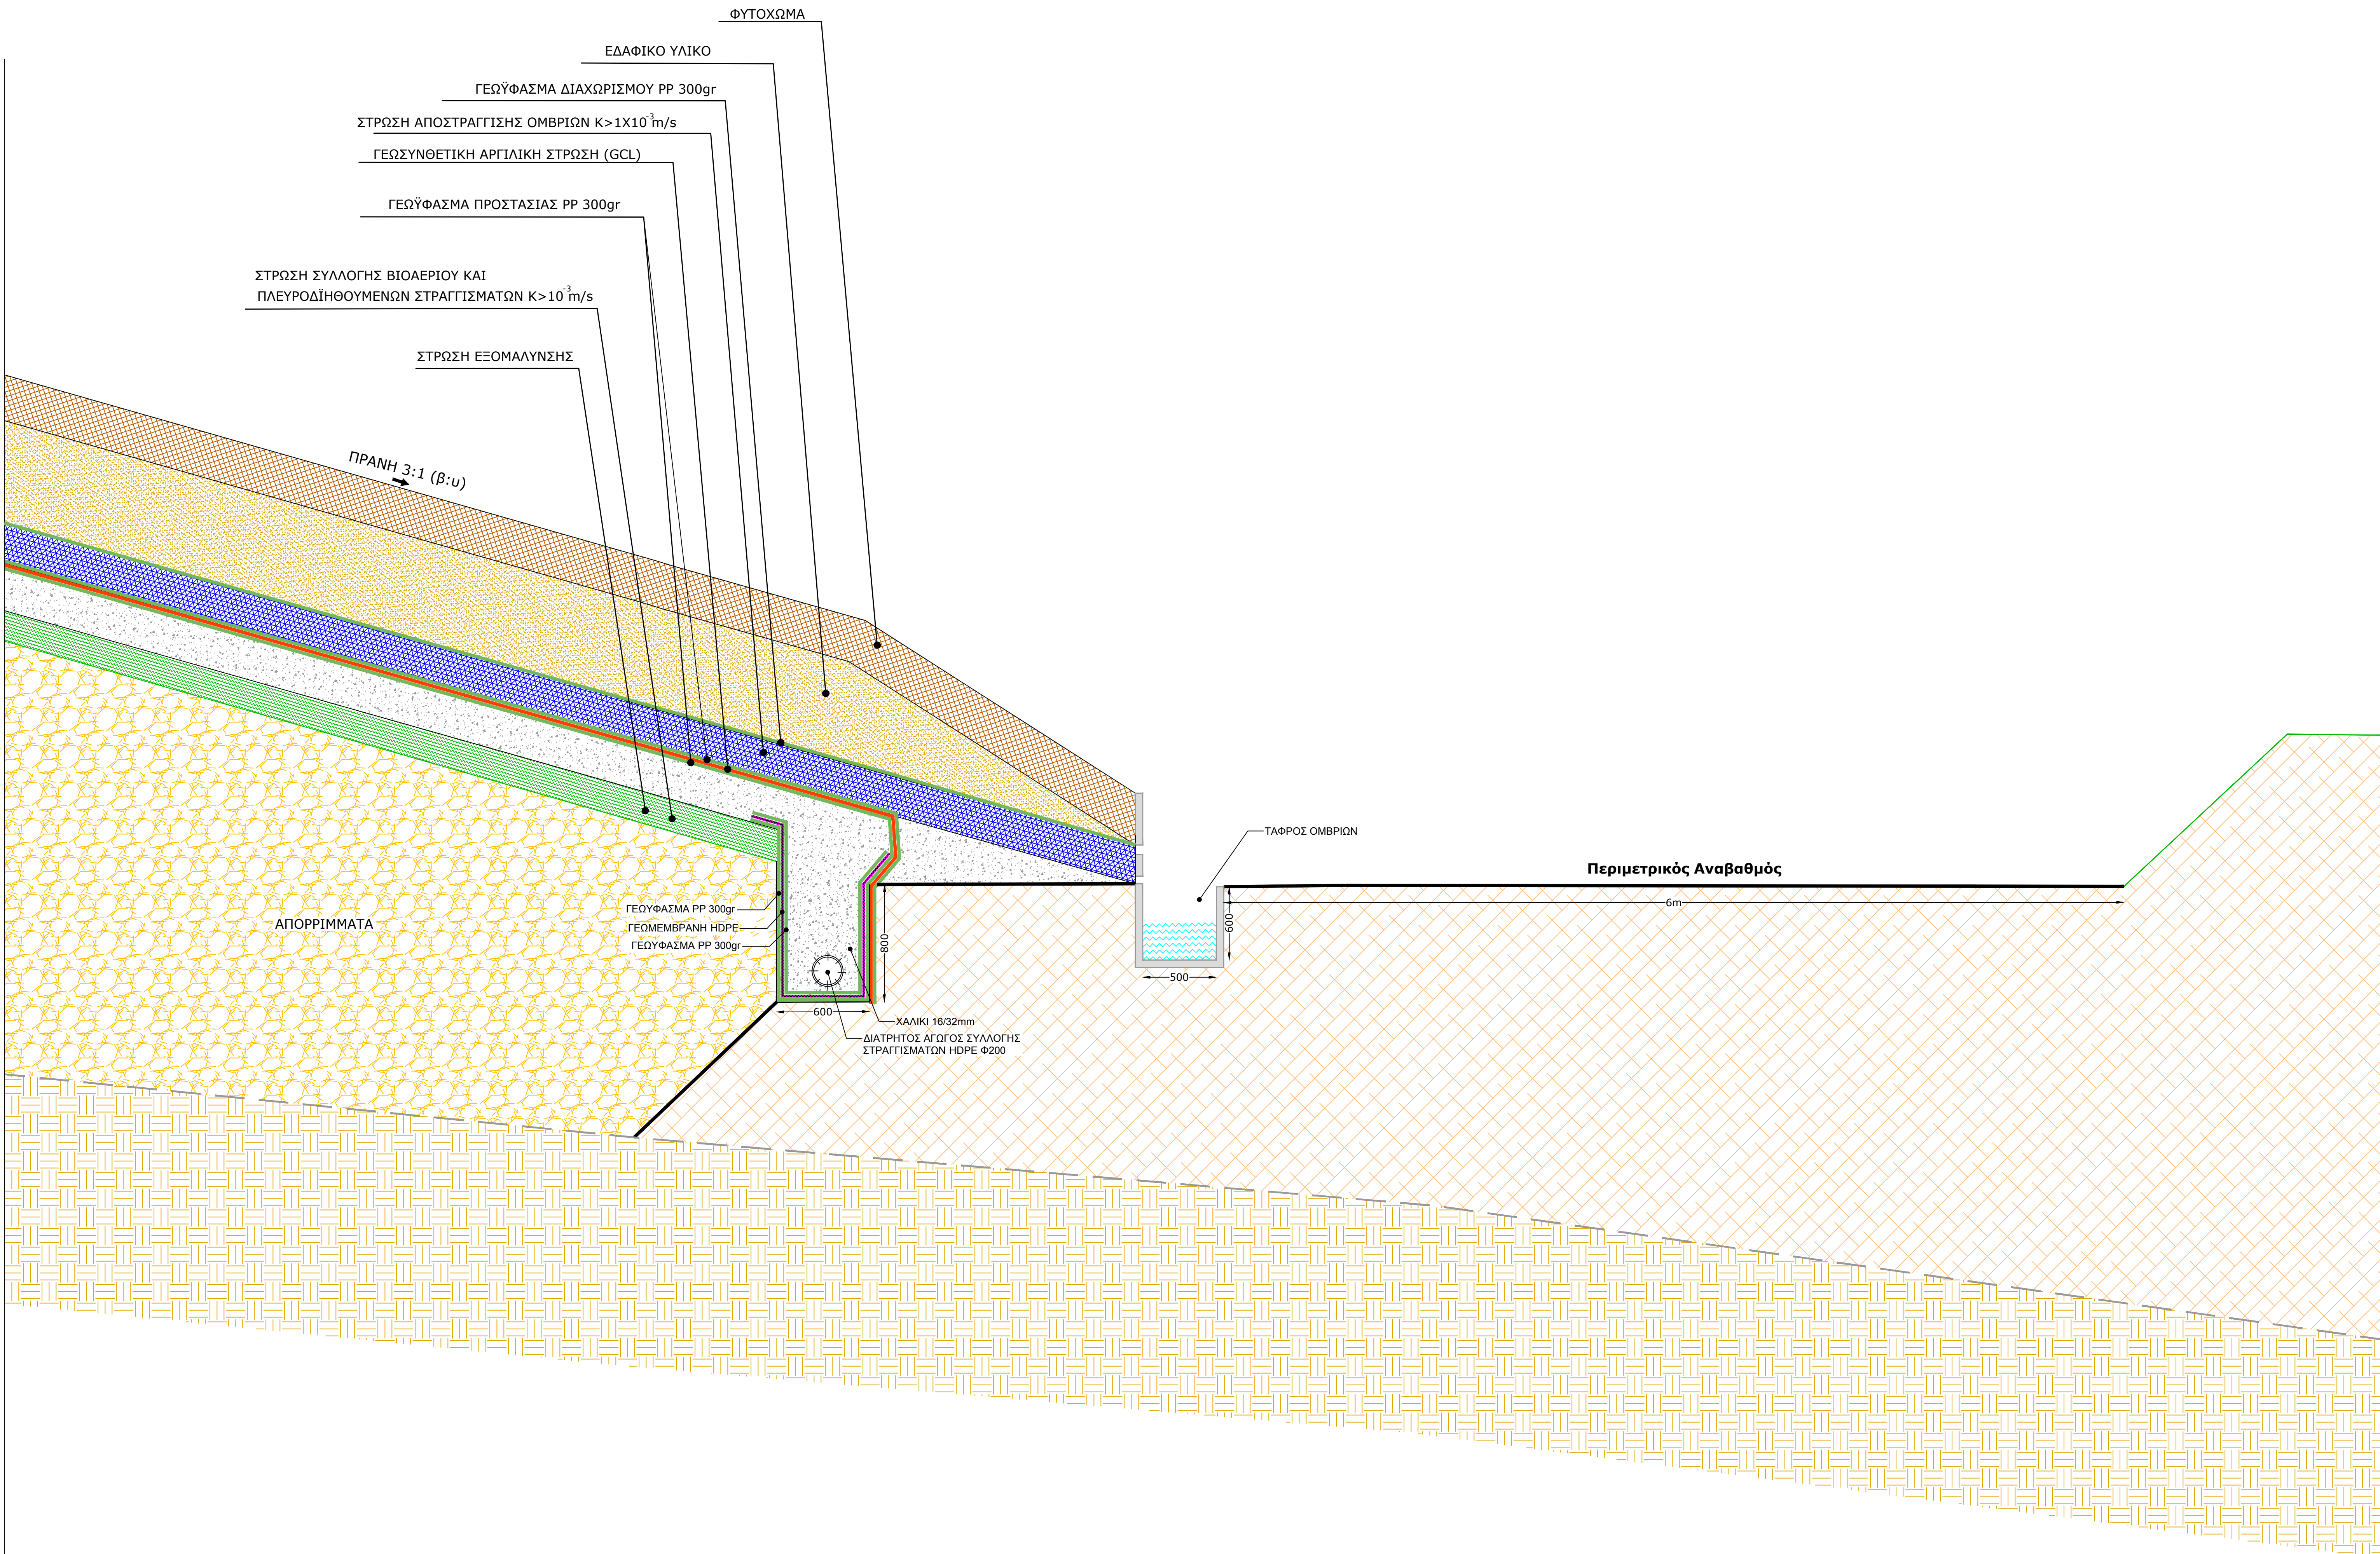 ΦΥΤΟΧΩΜΑ
ΕΔΑΦΙΚΟ ΥΛΙΚΟ
ΓΕΩΫΦΑΣΜΑ ΔΙΑΧΩΡΙΣΜΟΥ PP 300gr
ΣΤΡΩΣΗ ΑΠΟΣΤΡΑΓΓΙΣΗΣ ΟΜΒΡΙΩΝ Κ>1Χ10⁻³m/s
ΓΕΩΣΥΝΘΕΤΙΚΗ ΑΡΓΙΛΙΚΗ ΣΤΡΩΣΗ (GCL)
ΓΕΩΫΦΑΣΜΑ ΠΡΟΣΤΑΣΙΑΣ PP 300gr
ΣΤΡΩΣΗ ΣΥΛΛΟΓΗΣ ΒΙΟΑΕΡΙΟΥ ΚΑΙ
ΠΛΕΥΡΟΔΪΗΘΟΥΜΕΝΩΝ ΣΤΡΑΓΓΙΣΜΑΤΩΝ Κ>10⁻³m/s
ΣΤΡΩΣΗ ΕΞΟΜΑΛΥΝΣΗΣ
ΠΡΑΝΗ 3:1 (β:υ)
ΤΑΦΡΟΣ ΟΜΒΡΙΩΝ
Περιμετρικός Αναβαθμός
6m
600
500
ΑΠΟΡΡΙΜΜΑΤΑ
ΓΕΩΥΦΑΣΜΑ PP 300gr
ΓΕΩΜΕΜΒΡΑΝΗ HDPE
ΓΕΩΥΦΑΣΜΑ PP 300gr
800
600
ΧΑΛΙΚΙ 16/32mm
ΔΙΑΤΡΗΤΟΣ ΑΓΩΓΟΣ ΣΥΛΛΟΓΗΣ
ΣΤΡΑΓΓΙΣΜΑΤΩΝ HDPE Φ200